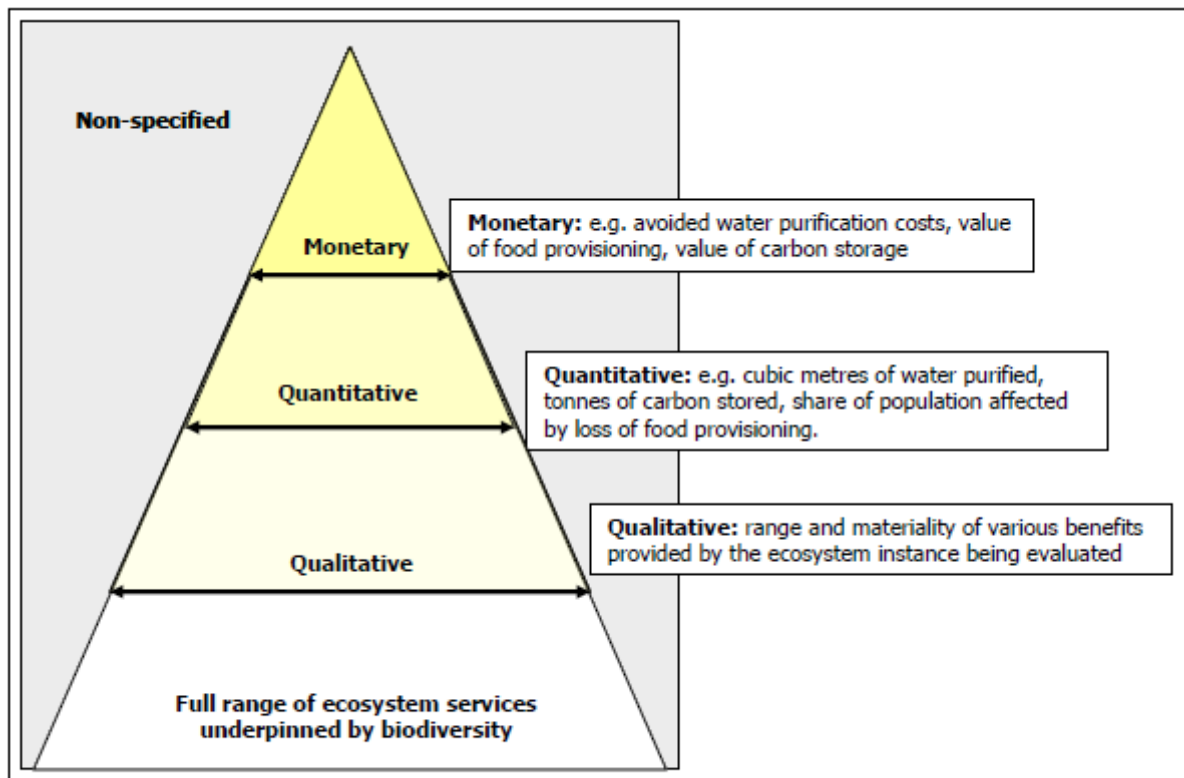 Non-specified
Monetary
Monetary: e.g. avoided water purification costs, value
of food provisioning, value of carbon storage
Quantitative
Quantitative: e.g. cubic metres of water purified,
tonnes of carbon stored, share of population affected
by loss of food provisioning.
Qualitative
Qualitative: range and materiality of various benefits
provided by the ecosystem instance being evaluated
Full range of ecosystem services
underpinned by biodiversity